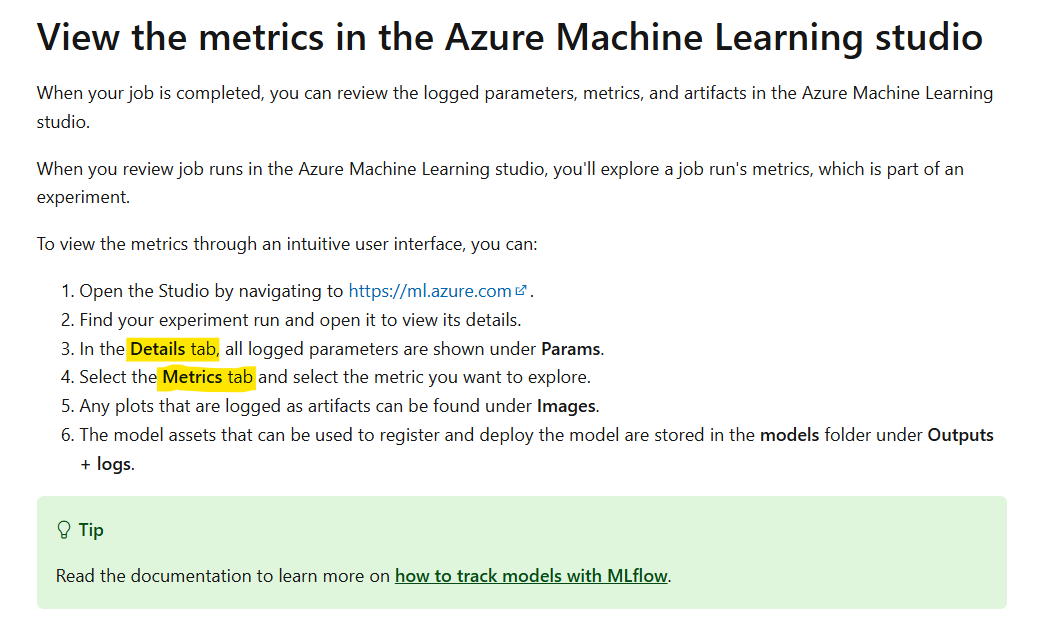 View the metrics in the Azure Machine Learning studio
When your job is completed, you can review the logged parameters, metrics, and artifacts in the Azure Machine Learning
studio.
When you review job runs in the Azure Machine Learning studio, you'll explore a job run's metrics, which is part of an
experiment.
To view the metrics through an intuitive user interface, you can:
1. Open the Studio by navigating to https://ml.azure.com.
2. Find your experiment run and open it to view its details.
3. In the Details tab, all logged parameters are shown under Params.
4. Select the Metrics tab and select the metric you want to explore.
5. Any plots that are logged as artifacts can be found under Images.
6. The model assets that can be used to register and deploy the model are stored in the models folder under Outputs
+ logs.
Tip
Read the documentation to learn more on how to track models with MLflow.